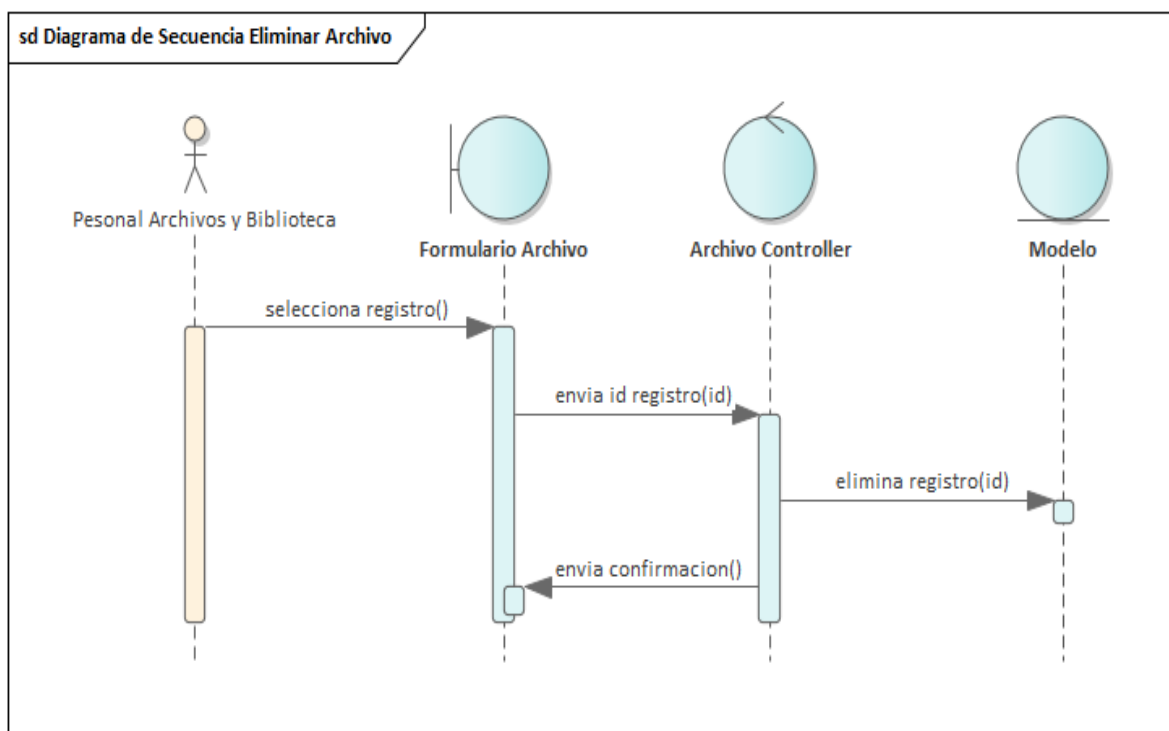 sd Diagrama de Secuencia Eliminar Archivo
Pesonal Archivos y Biblioteca
Formulario Archivo
Archivo Controller
Modelo
selecciona registro()
envia id registro(id)
elimina registro(id)
envia confirmacion()